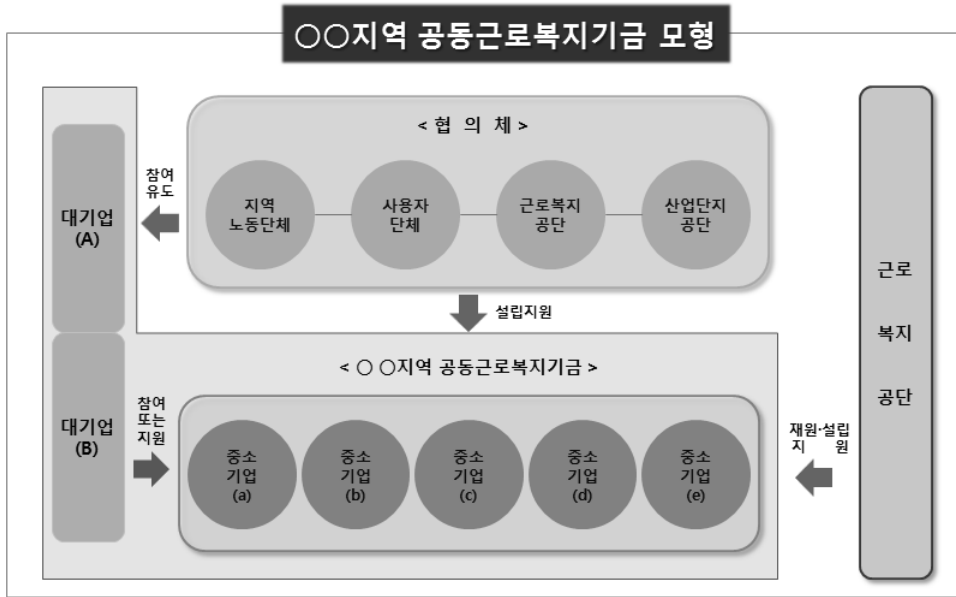 ○○지역 공동근로복지기금 모형
< 협 의 체 >
지역
노동단체
사용자
단체
근로복지
공단
산업단지
공단
참여
유도
대기업
(A)
설립지원
< ○ ○지역 공동근로복지기금 >
대기업
(B)
참여
또는
지원
중소
기업
(a)
중소
기업
(b)
중소
기업
(c)
중소
기업
(d)
중소
기업
(e)
재원·설립
지 원
근로
복지
공단